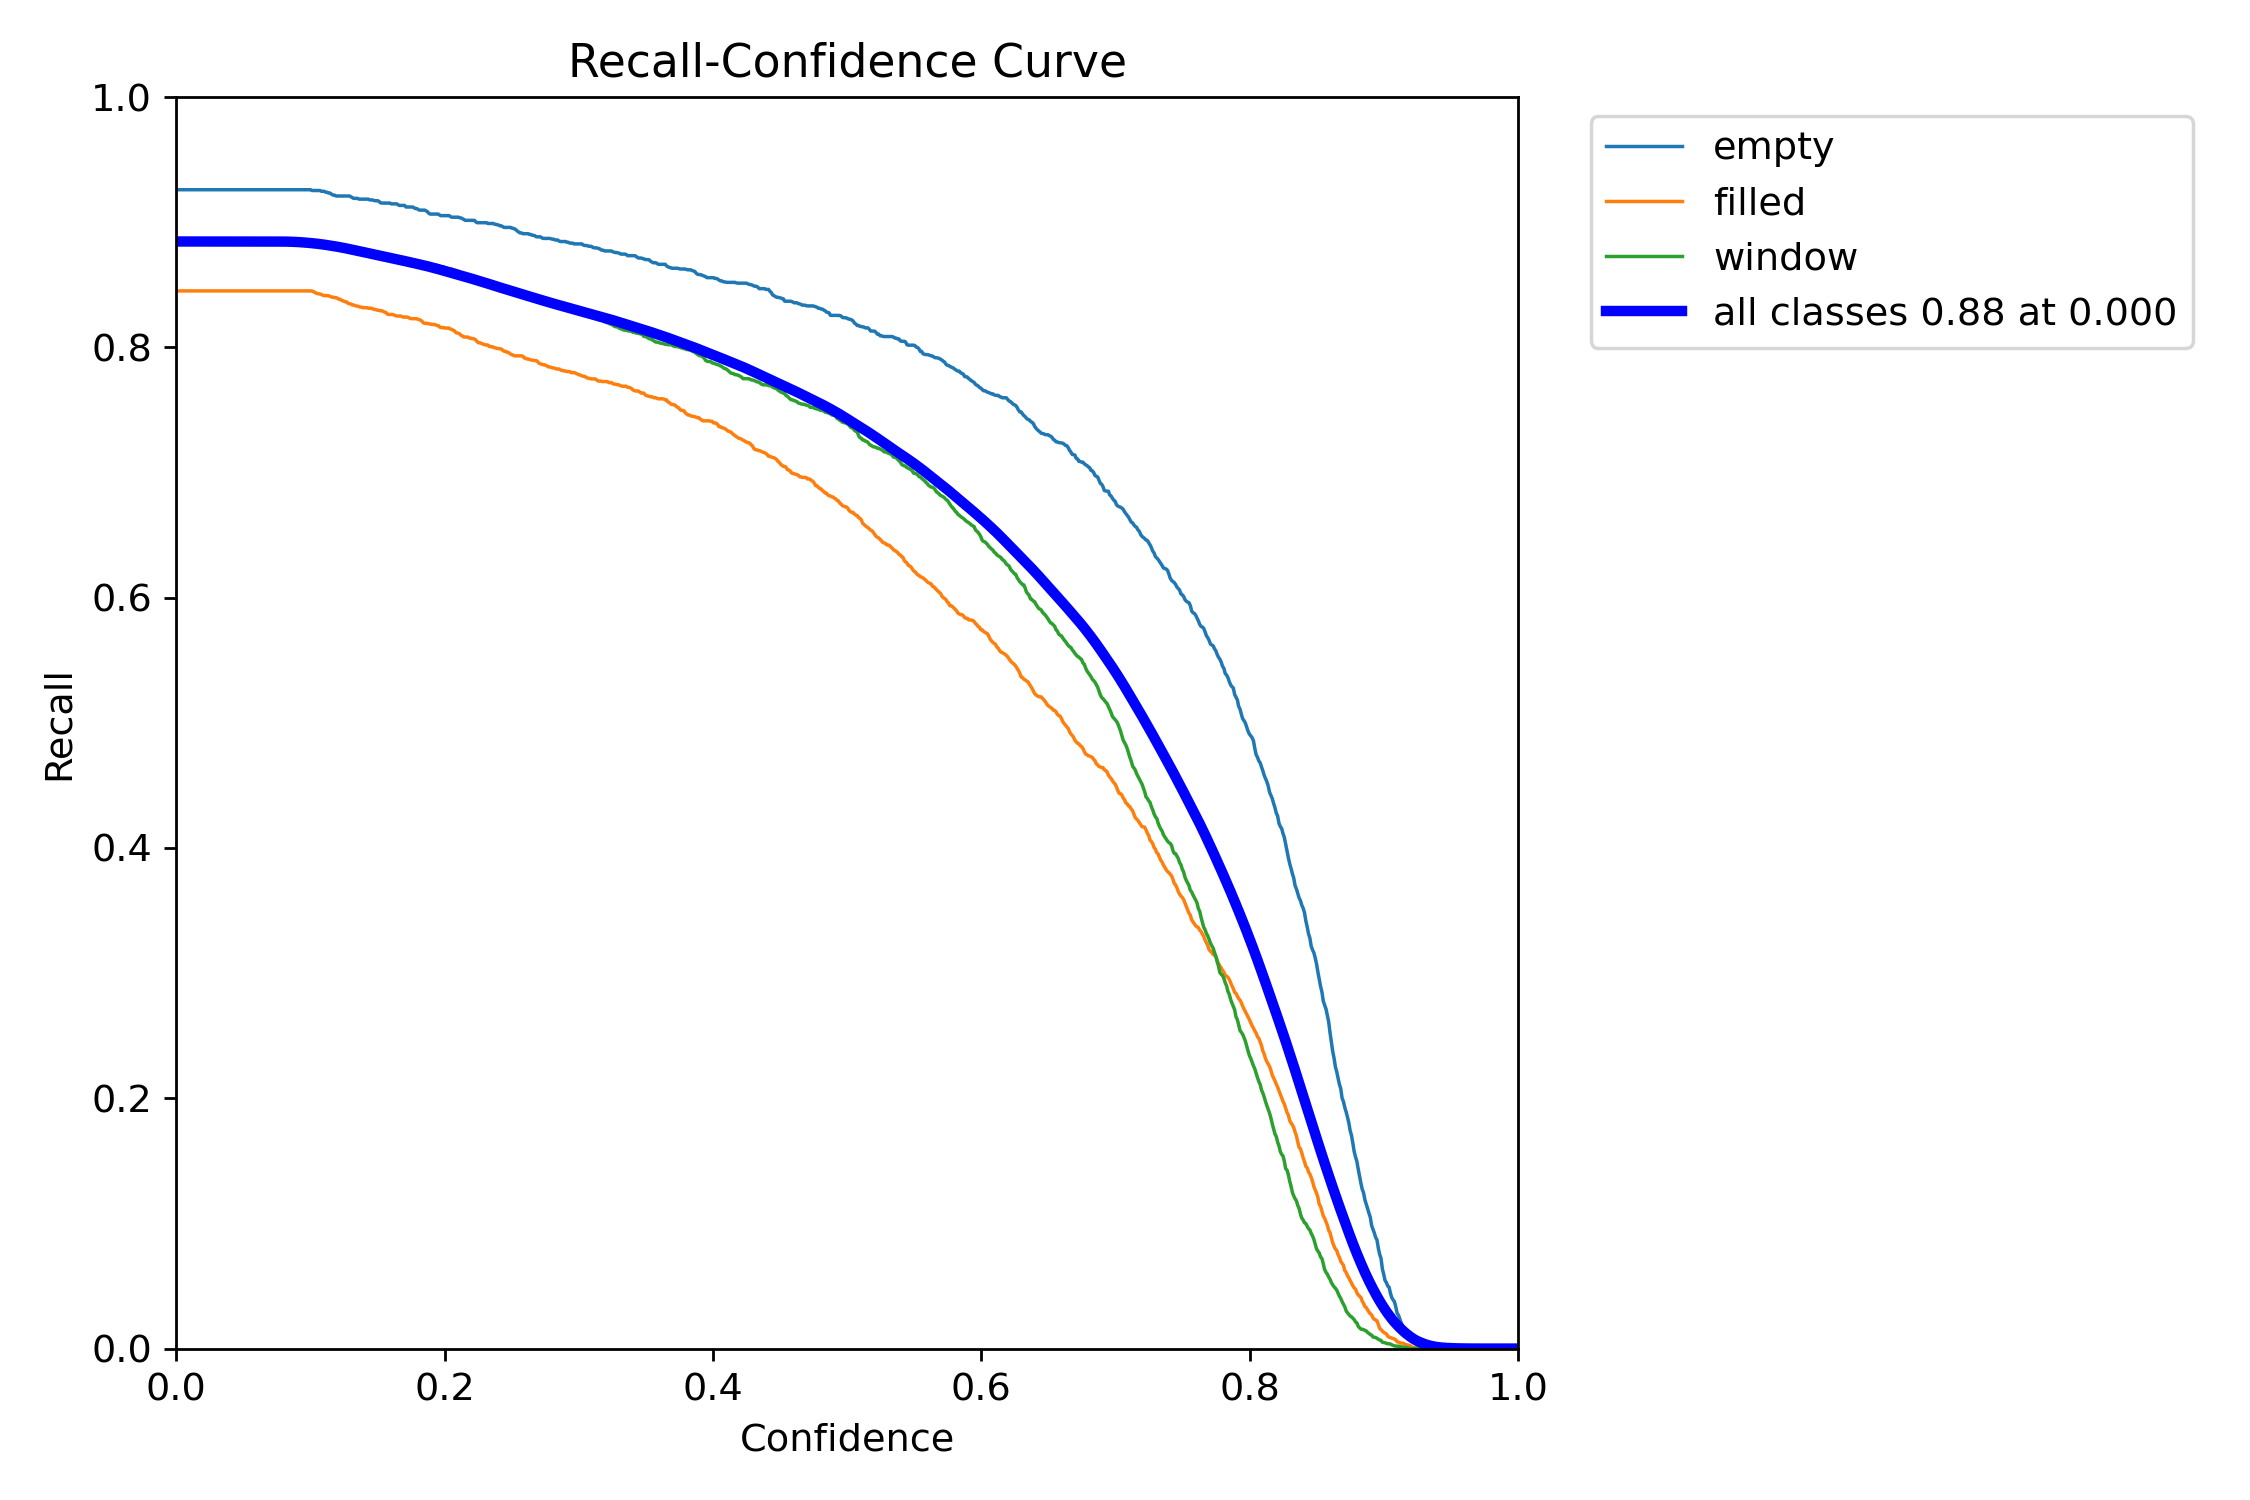 Recall-Confidence Curve
1.0
0.8
0.6
0.4
0.2
0.0
Recall
0.0 0.2 0.4 0.6 0.8 1.0
Confidence
empty
filled
window
all classes 0.88 at 0.000